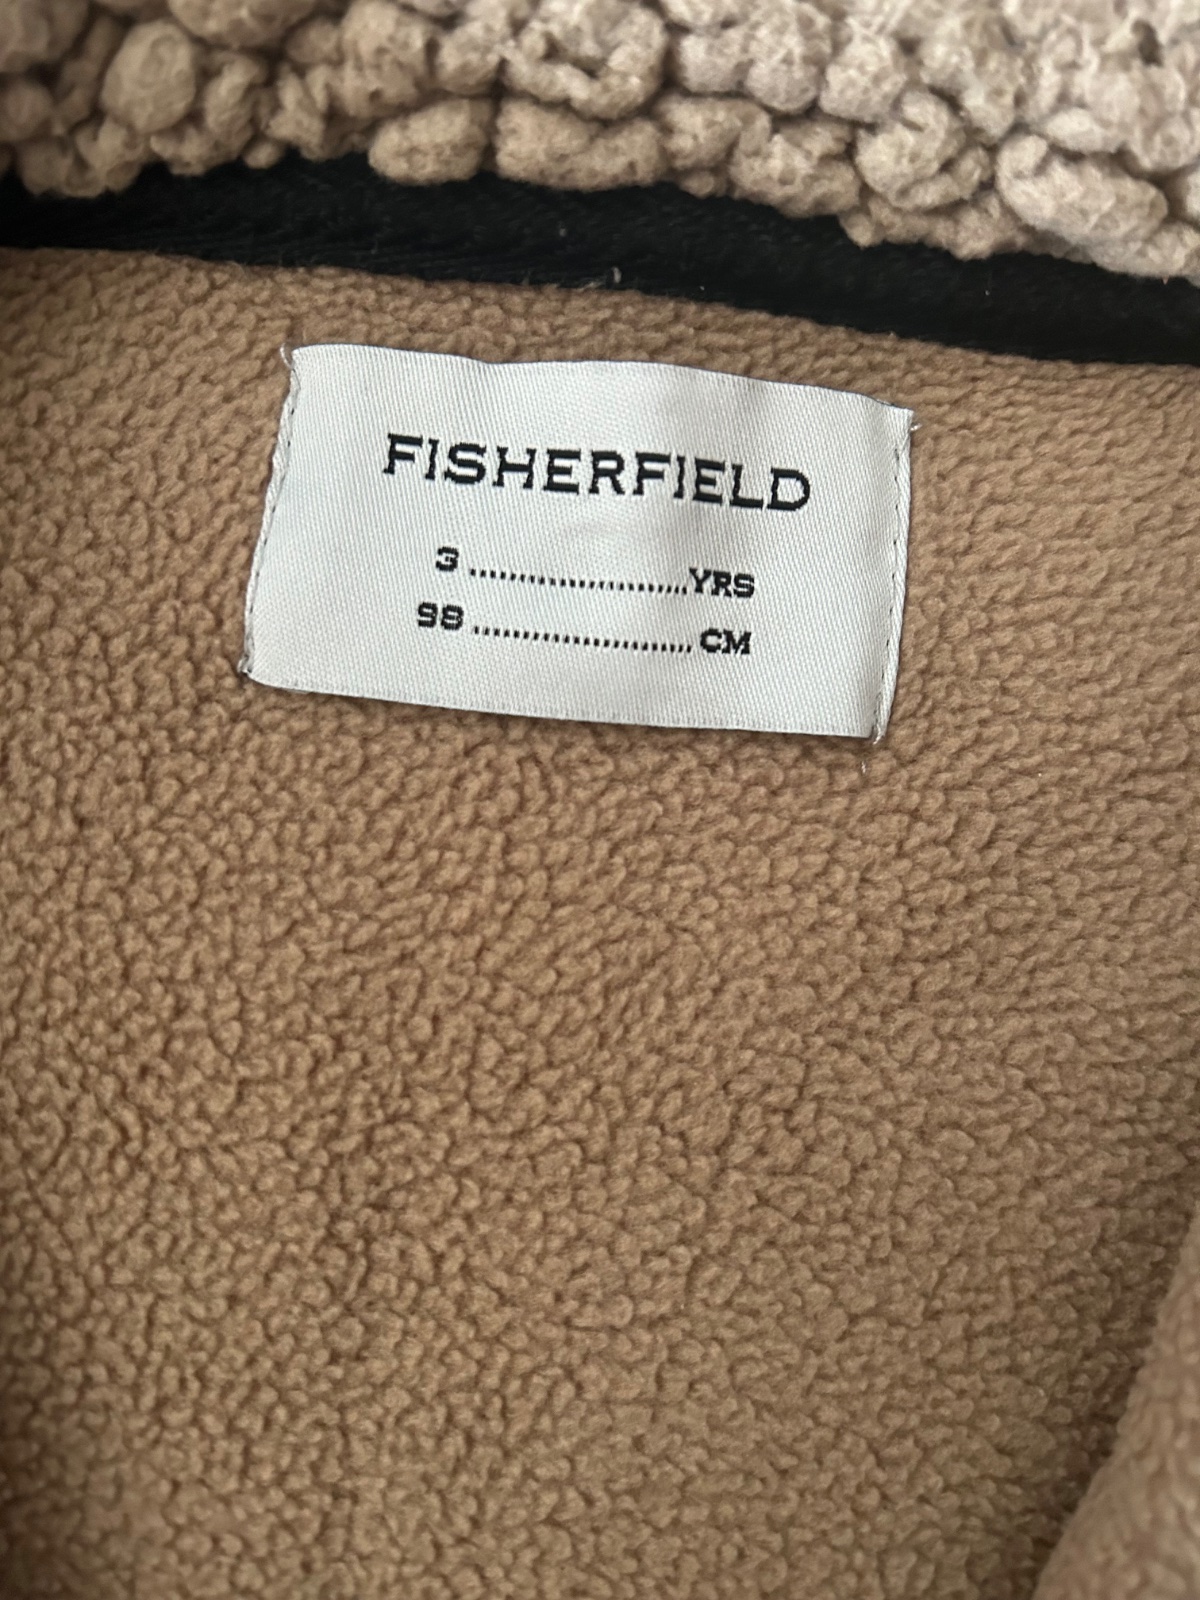 FISHERFIELD
3 ........................ YRS
98 ........................ CM